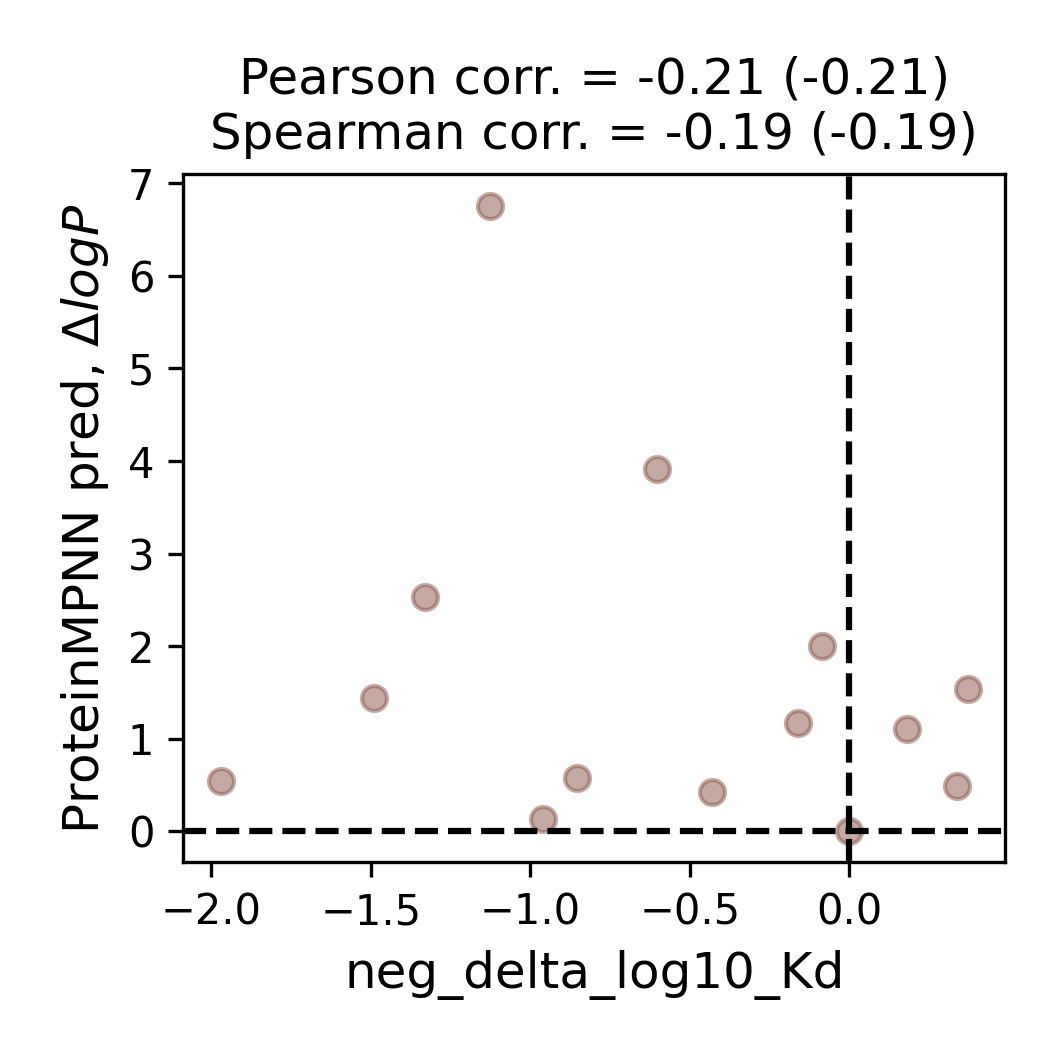 Pearson corr. = -0.21 (-0.21)
Spearman corr. = -0.19 (-0.19)
ProteinMPNN pred, ΔlogP
7
6
5
4
3
2
1
0
−2.0 −1.5 −1.0 −0.5 0.0
neg_delta_log10_Kd